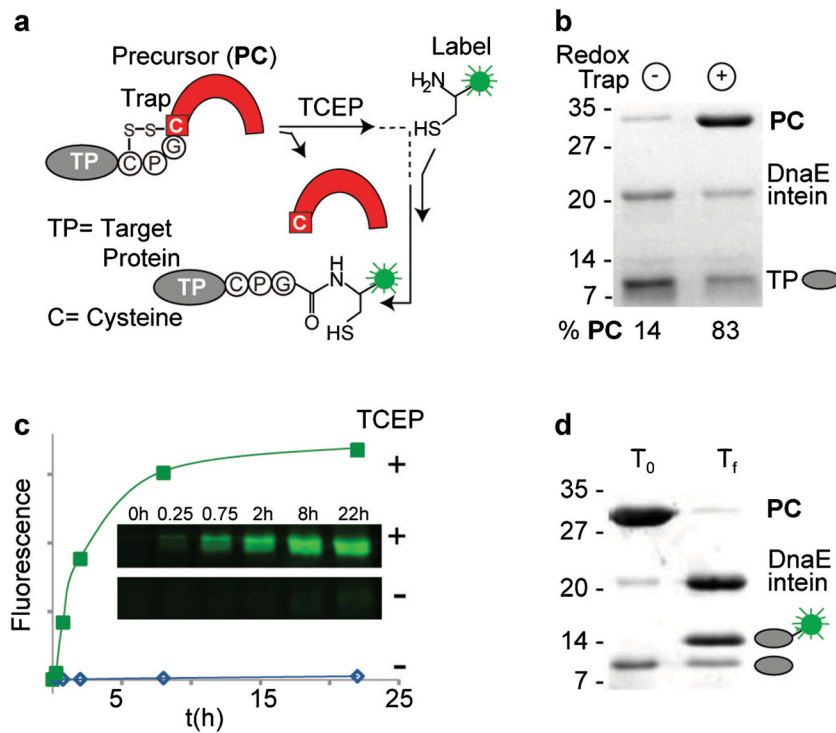 a
Precursor (PC)
Trap
S-S-C
G
TP C P
TCEP
Label
H₂N
HS
C
TP= Target
Protein
C= Cysteine
TP C P G
H
N
O
HS
b
Redox
Trap - +
35 -
27 -
20 -
14 -
7 -
PC
DnaE
intein
TP
% PC 14 83
c
TCEP
+
0h 0.25 0.75 2h 8h 22h
+
-
-
Fluorescence
5 15 25
t(h)
d
T₀ Tf
35 -
27 -
20 -
14 -
7 -
PC
DnaE
intein